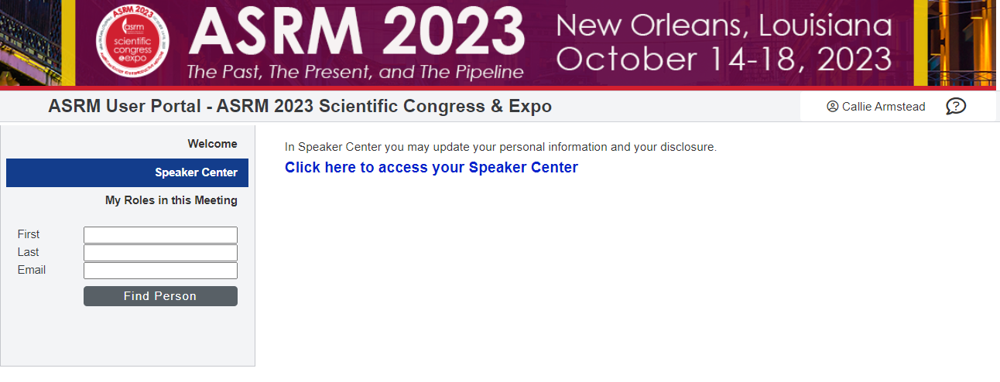 ASRM 2023
asrm
scientific
congress
expo
ASRM 2023
The Past, The Present, and The Pipeline
New Orleans, Louisiana
October 14-18, 2023
ASRM User Portal - ASRM 2023 Scientific Congress & Expo
Callie Armstead
?
Welcome
Speaker Center
My Roles in this Meeting
First
Last
Email
Find Person
In Speaker Center you may update your personal information and your disclosure.
Click here to access your Speaker Center